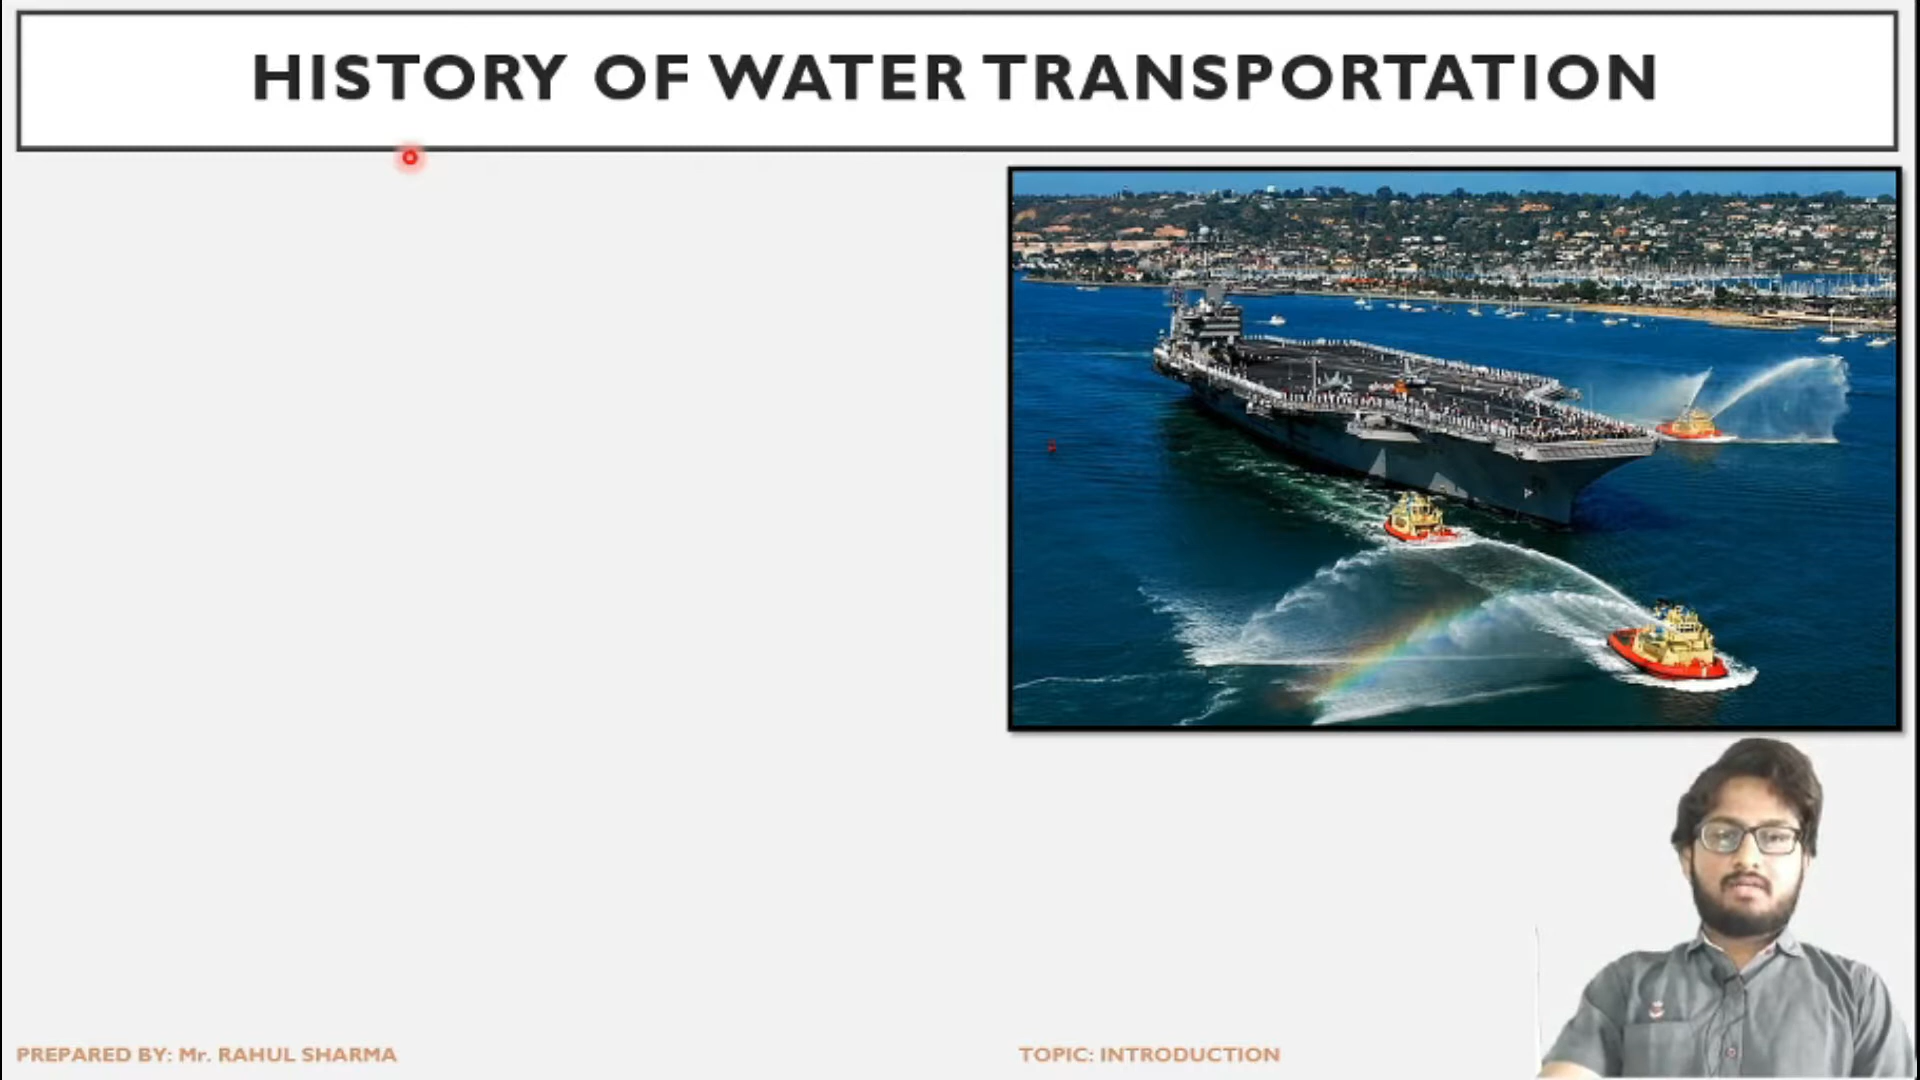 HISTORY OF WATER TRANSPORTATION
PREPARED BY: Mr. RAHUL SHARMA
TOPIC: INTRODUCTION